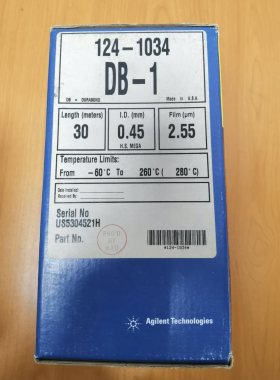 124-1034
DB-1
DB = DURABOND Made in U.S.A.
Length (meters) I.D. (mm) Film (µm)
30 0.45 2.55
H.S. MEGA
Temperature Limits:
From -60°C To 260°C ( 280°C)
Date Installed:
Received By:
Serial No
US5304521H
Part No.
Agilent Technologies